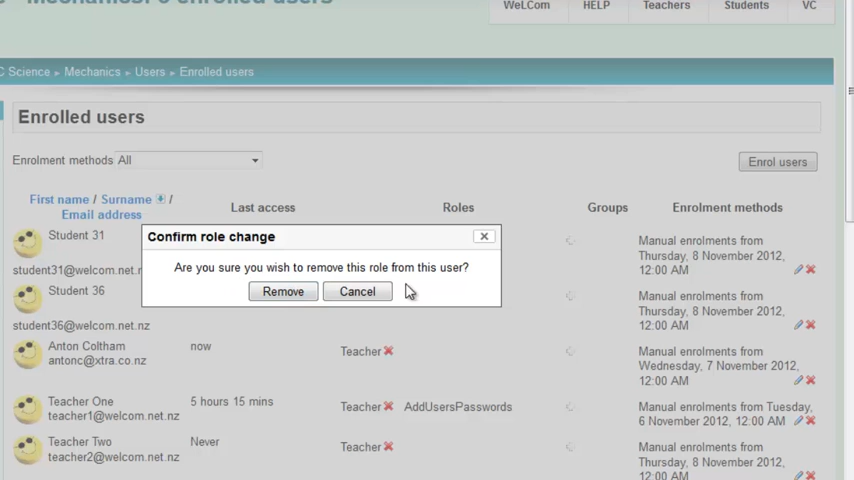 Mechanics: 6 enrolled users
WeLCom HELP Teachers Students VC
C Science ▸ Mechanics ▸ Users ▸ Enrolled users
Enrolled users
Enrolment methods All
Enrol users
First name / Surname /
Email address
Last access
Roles
Groups
Enrolment methods
Confirm role change
Are you sure you wish to remove this role from this user?
Remove Cancel
Student 31
student31@welcom.net.n
Manual enrolments from
Thursday, 8 November 2012,
12:00 AM
Student 36
student36@welcom.net.nz
Manual enrolments from
Thursday, 8 November 2012,
12:00 AM
Anton Coltham
antonc@xtra.co.nz
now
Teacher
Manual enrolments from
Wednesday, 7 November 2012,
12:00 AM
Teacher One
teacher1@welcom.net.nz
5 hours 15 mins
Teacher AddUsersPasswords
Manual enrolments from Tuesday,
6 November 2012, 12:00 AM
Teacher Two
teacher2@welcom.net.nz
Never
Teacher
Manual enrolments from
Thursday, 8 November 2012,
12:00 AM